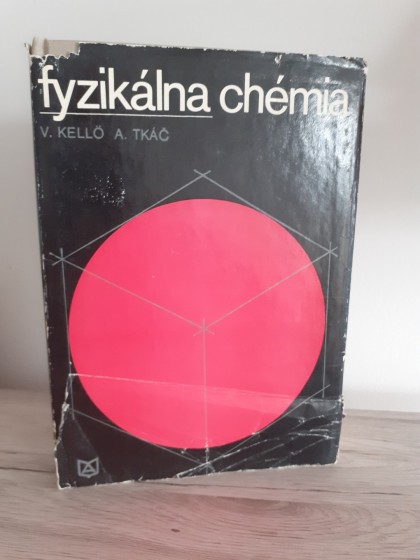 fyzikálna chémia
V. KELLÖ A. TKÁČ